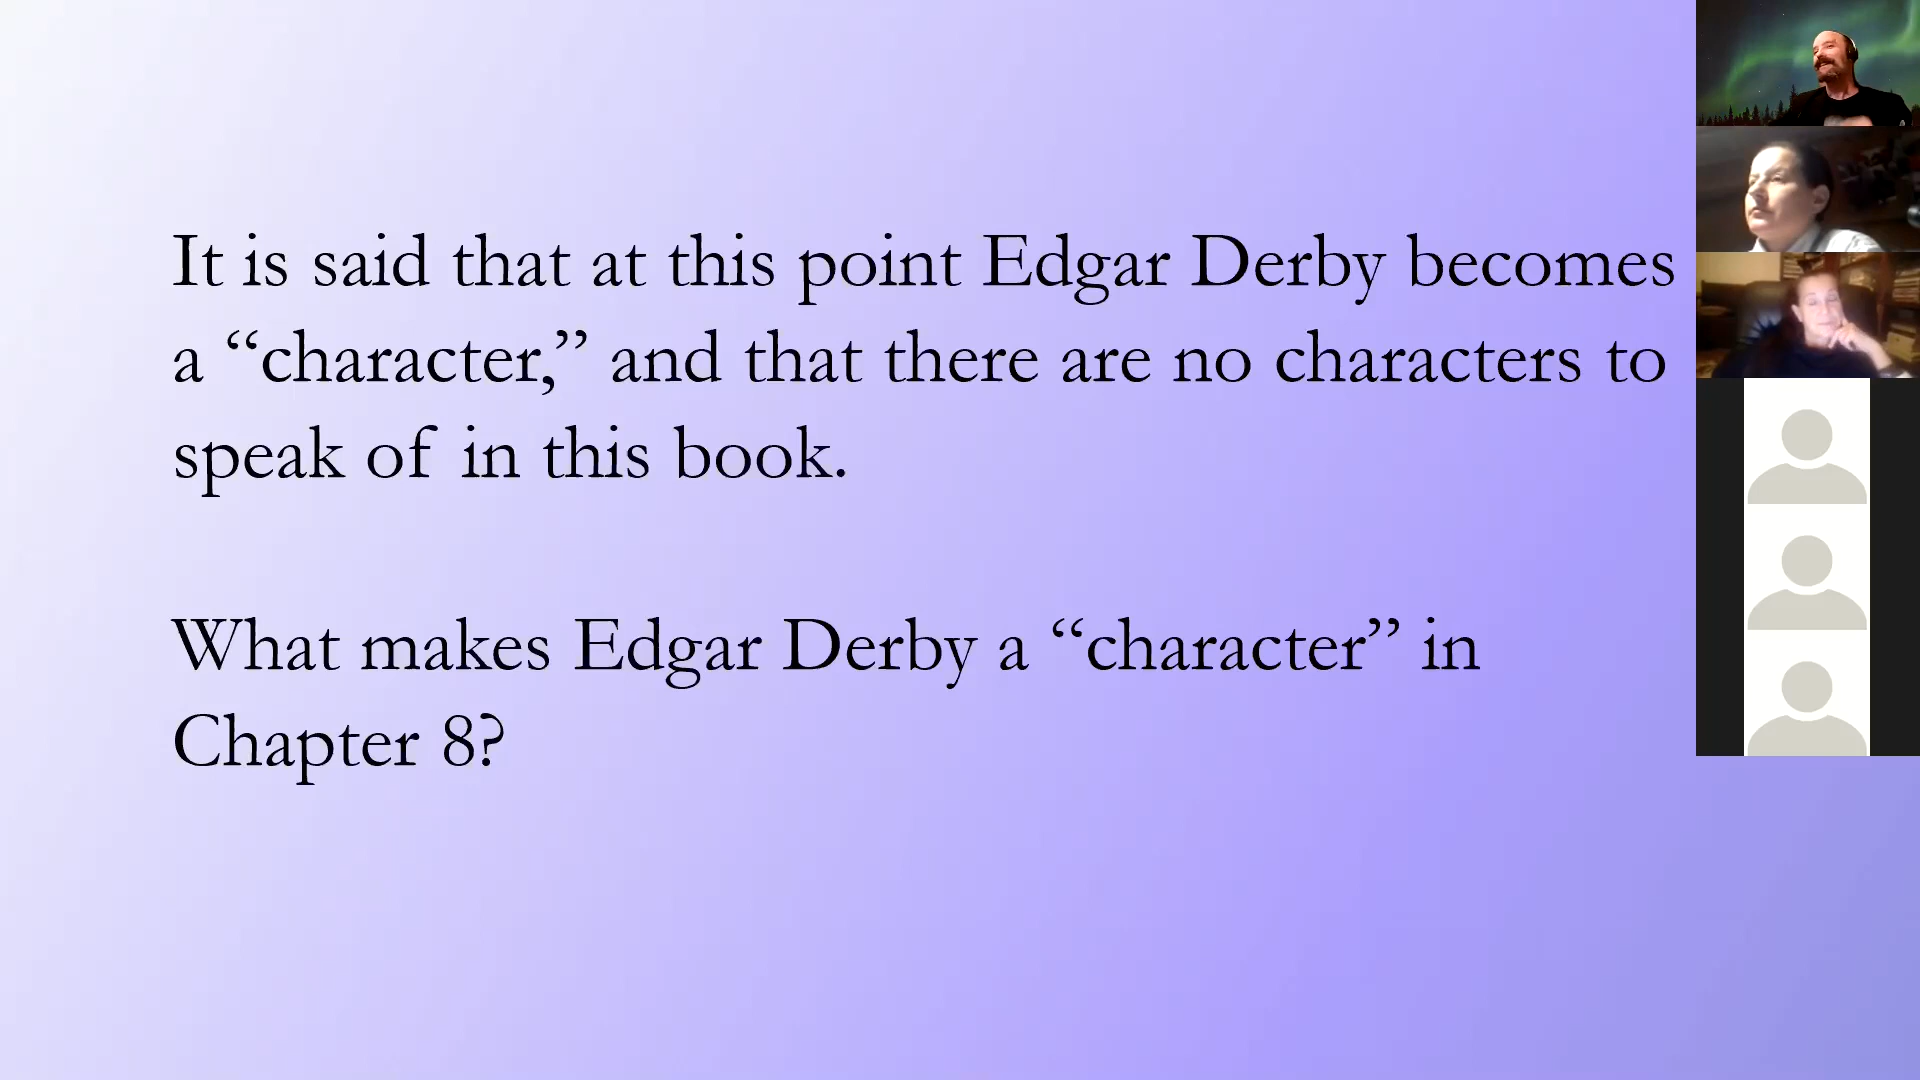 It is said that at this point Edgar Derby becomes
a “character,” and that there are no characters to
speak of in this book.
What makes Edgar Derby a “character” in
Chapter 8?